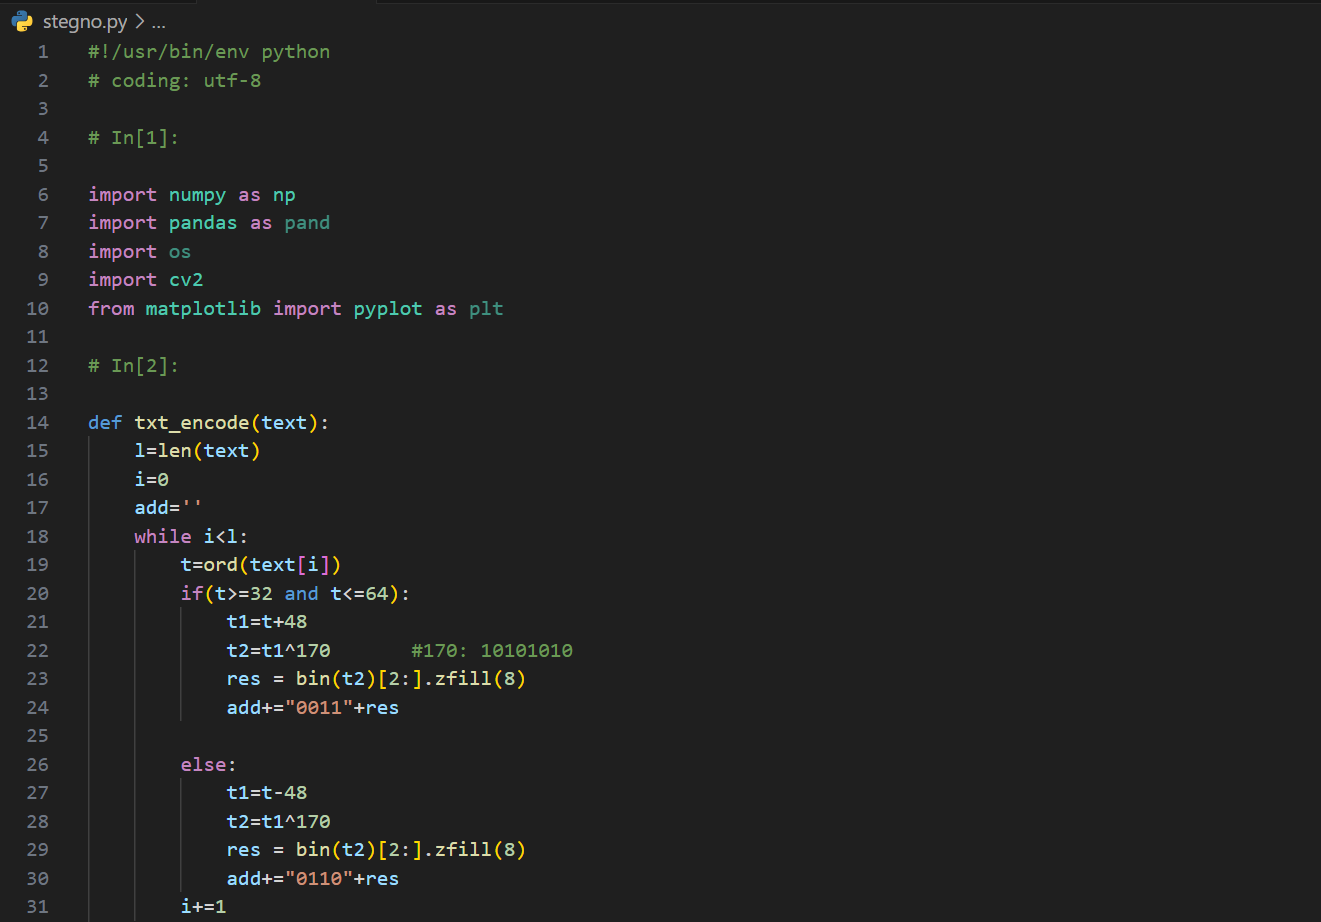 stegno.py > ...
1 #!/usr/bin/env python
2 # coding: utf-8
3
4 # In[1]:
5
6 import numpy as np
7 import pandas as pand
8 import os
9 import cv2
10 from matplotlib import pyplot as plt
11
12 # In[2]:
13
14 def txt_encode(text):
15     l=len(text)
16     i=0
17     add=''
18     while i<l:
19         t=ord(text[i])
20         if(t>=32 and t<=64):
21             t1=t+48
22             t2=t1^170       #170: 10101010
23             res = bin(t2)[2:].zfill(8)
24             add+="0011"+res
25
26         else:
27             t1=t-48
28             t2=t1^170
29             res = bin(t2)[2:].zfill(8)
30             add+="0110"+res
31         i+=1